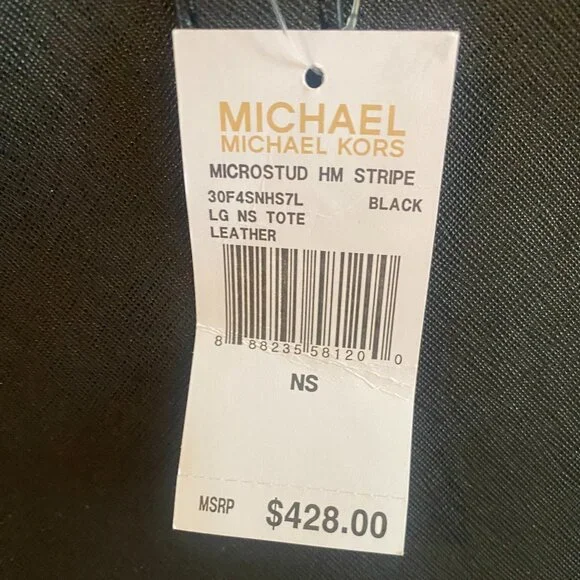 MICHAEL
MICHAEL KORS
MICROSTUD HM STRIPE
30F4SNHS7L BLACK
LG NS TOTE
LEATHER
8 88235 58120 0
NS
MSRP $428.00